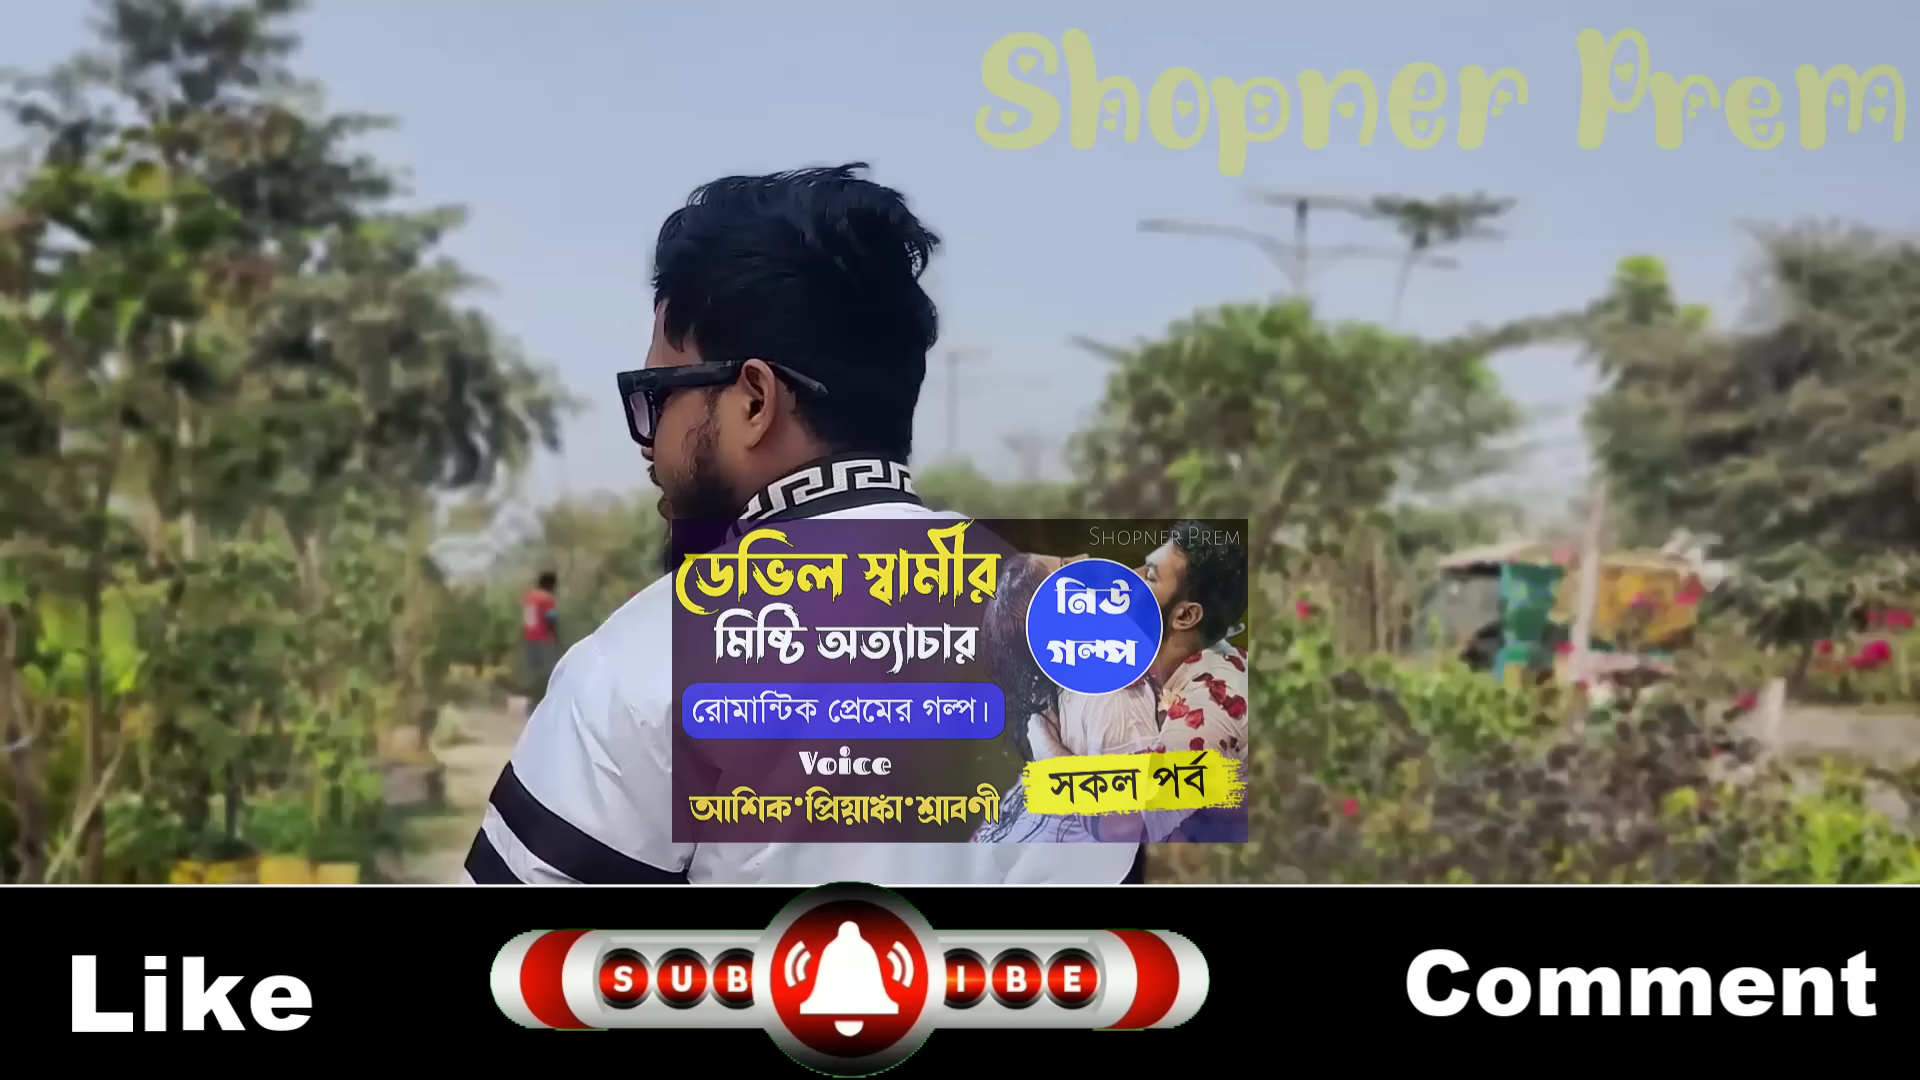 Shopner Prem
Shopner Prem
ডেভিল স্বামীর
মিষ্টি অত্যাচার
নিউ
গল্প
রোমান্টিক প্রেমের গল্প।
Voice
আশিক•প্রিয়াঙ্কা•শ্রাবণী
সকল পর্ব
Like
SUB IBE
Comment